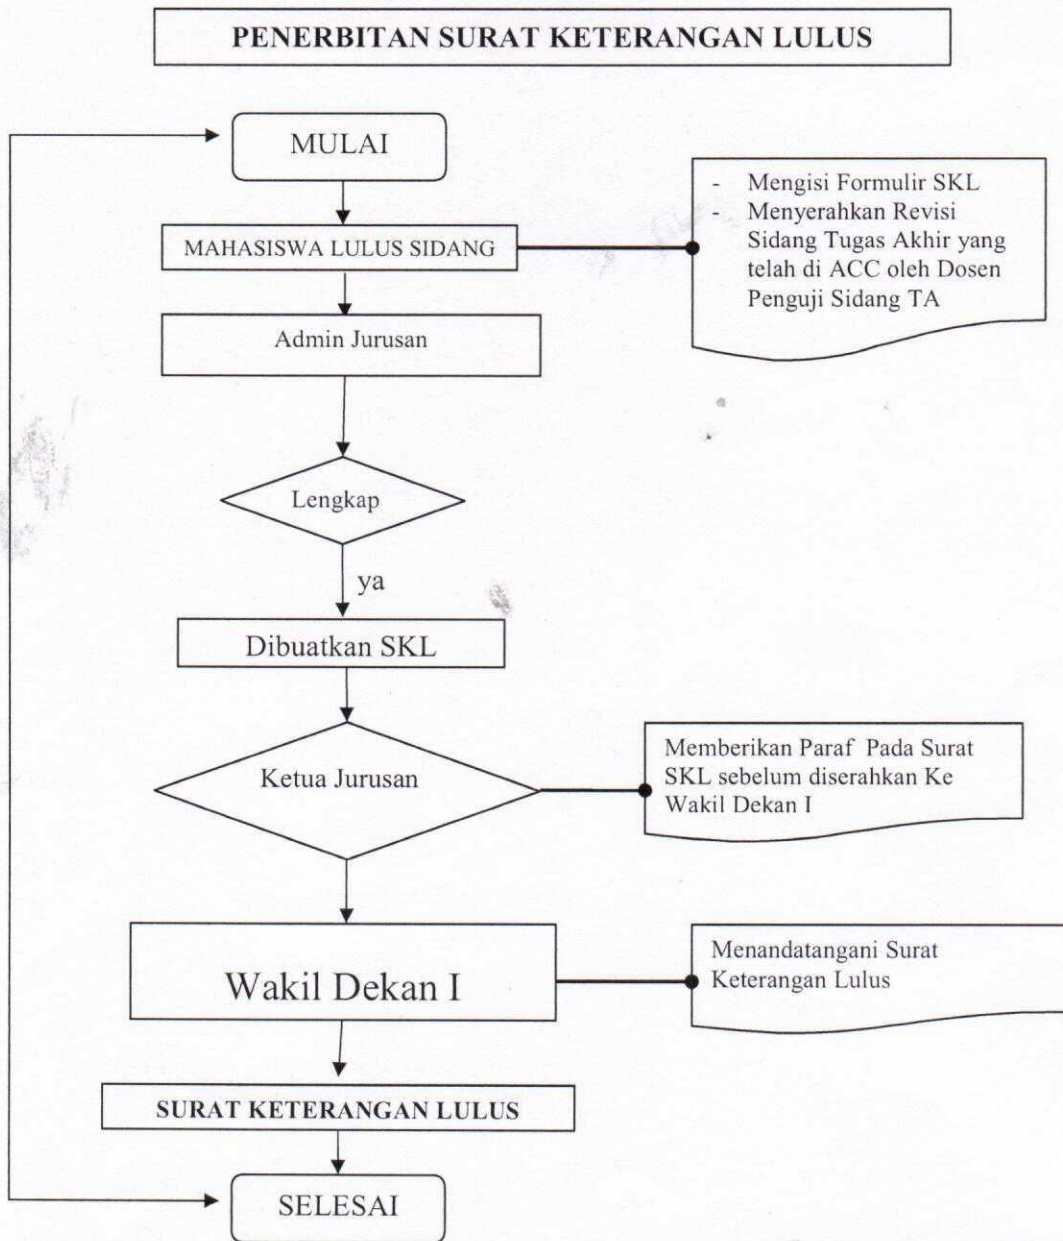 PENERBITAN SURAT KETERANGAN LULUS
MULAI
MAHASISWA LULUS SIDANG
- Mengisi Formulir SKL
- Menyerahkan Revisi
Sidang Tugas Akhir yang
telah di ACC oleh Dosen
Penguji Sidang TA
Admin Jurusan
Lengkap
ya
Dibuatkan SKL
Ketua Jurusan
Memberikan Paraf Pada Surat
SKL sebelum diserahkan Ke
Wakil Dekan I
Wakil Dekan I
Menandatangani Surat
Keterangan Lulus
SURAT KETERANGAN LULUS
SELESAI